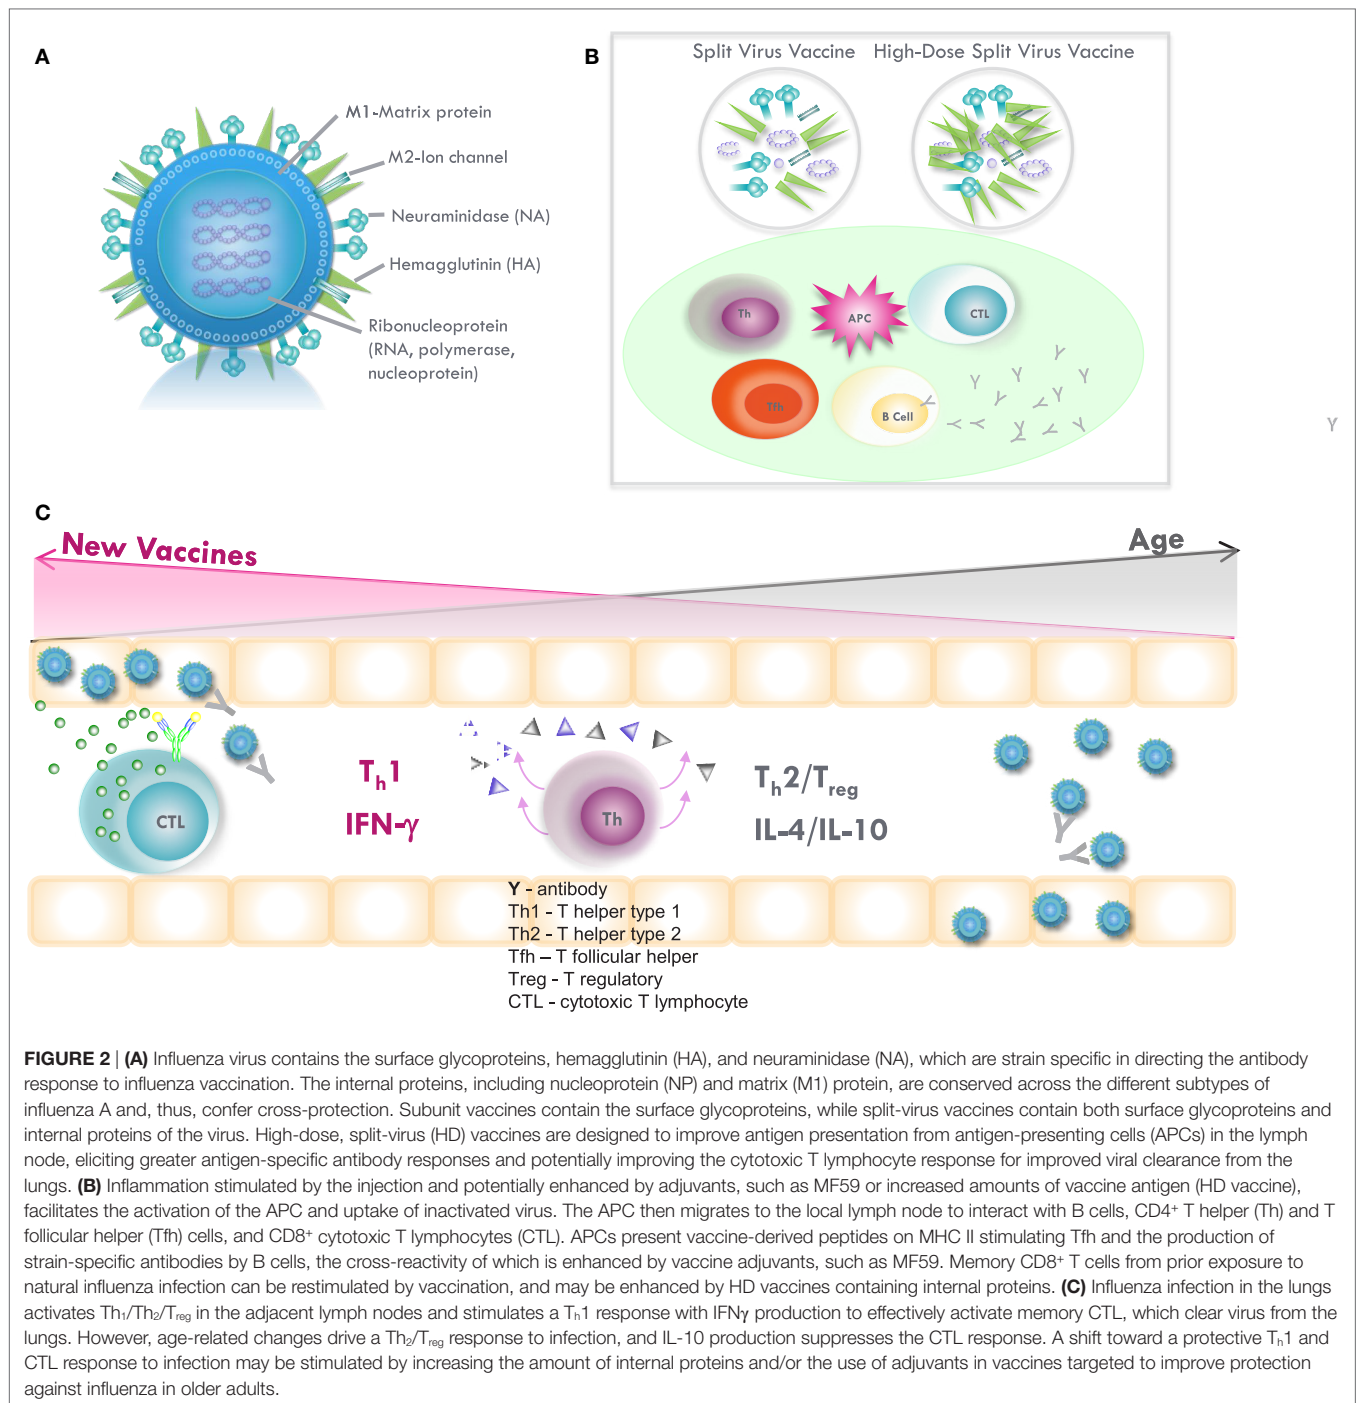 A
M1-Matrix protein
M2-Ion channel
Neuraminidase (NA)
Hemagglutinin (HA)
Ribonucleoprotein
(RNA, polymerase,
nucleoprotein)
B
Split Virus Vaccine
High-Dose Split Virus Vaccine
Th
APC
CTL
Tfh
B Cell
C
New Vaccines
Age
CTL
Th1
IFN-γ
Th
Th2/Treg
IL-4/IL-10
Y - antibody
Th1 - T helper type 1
Th2 - T helper type 2
Tfh – T follicular helper
Treg - T regulatory
CTL - cytotoxic T lymphocyte
FIGURE 2 | (A) Influenza virus contains the surface glycoproteins, hemagglutinin (HA), and neuraminidase (NA), which are strain specific in directing the antibody
response to influenza vaccination. The internal proteins, including nucleoprotein (NP) and matrix (M1) protein, are conserved across the different subtypes of
influenza A and, thus, confer cross-protection. Subunit vaccines contain the surface glycoproteins, while split-virus vaccines contain both surface glycoproteins and
internal proteins of the virus. High-dose, split-virus (HD) vaccines are designed to improve antigen presentation from antigen-presenting cells (APCs) in the lymph
node, eliciting greater antigen-specific antibody responses and potentially improving the cytotoxic T lymphocyte response for improved viral clearance from the
lungs. (B) Inflammation stimulated by the injection and potentially enhanced by adjuvants, such as MF59 or increased amounts of vaccine antigen (HD vaccine),
facilitates the activation of the APC and uptake of inactivated virus. The APC then migrates to the local lymph node to interact with B cells, CD4⁺ T helper (Th) and T
follicular helper (Tfh) cells, and CD8⁺ cytotoxic T lymphocytes (CTL). APCs present vaccine-derived peptides on MHC II stimulating Tfh and the production of
strain-specific antibodies by B cells, the cross-reactivity of which is enhanced by vaccine adjuvants, such as MF59. Memory CD8⁺ T cells from prior exposure to
natural influenza infection can be restimulated by vaccination, and may be enhanced by HD vaccines containing internal proteins. (C) Influenza infection in the lungs
activates Th₁/Th₂/Treg in the adjacent lymph nodes and stimulates a Th1 response with IFNγ production to effectively activate memory CTL, which clear virus from the
lungs. However, age-related changes drive a Th₂/Treg response to infection, and IL-10 production suppresses the CTL response. A shift toward a protective Th1 and
CTL response to infection may be stimulated by increasing the amount of internal proteins and/or the use of adjuvants in vaccines targeted to improve protection
against influenza in older adults.